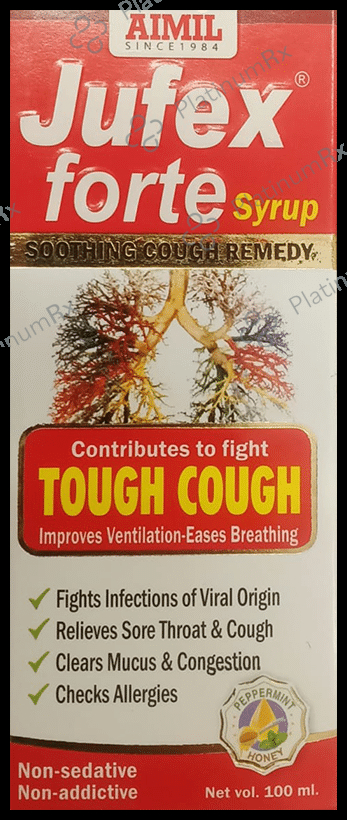 AIMIL
SINCE 1984
Jufex®
forte Syrup
SOOTHING COUGH REMEDY
Contributes to fight
TOUGH COUGH
Improves Ventilation-Eases Breathing
✓ Fights Infections of Viral Origin
✓ Relieves Sore Throat & Cough
✓ Clears Mucus & Congestion
✓ Checks Allergies
PEPPERMINT
HONEY
Non-sedative
Non-addictive
Net vol. 100 ml.
PlatinumRx
PlatinumRx